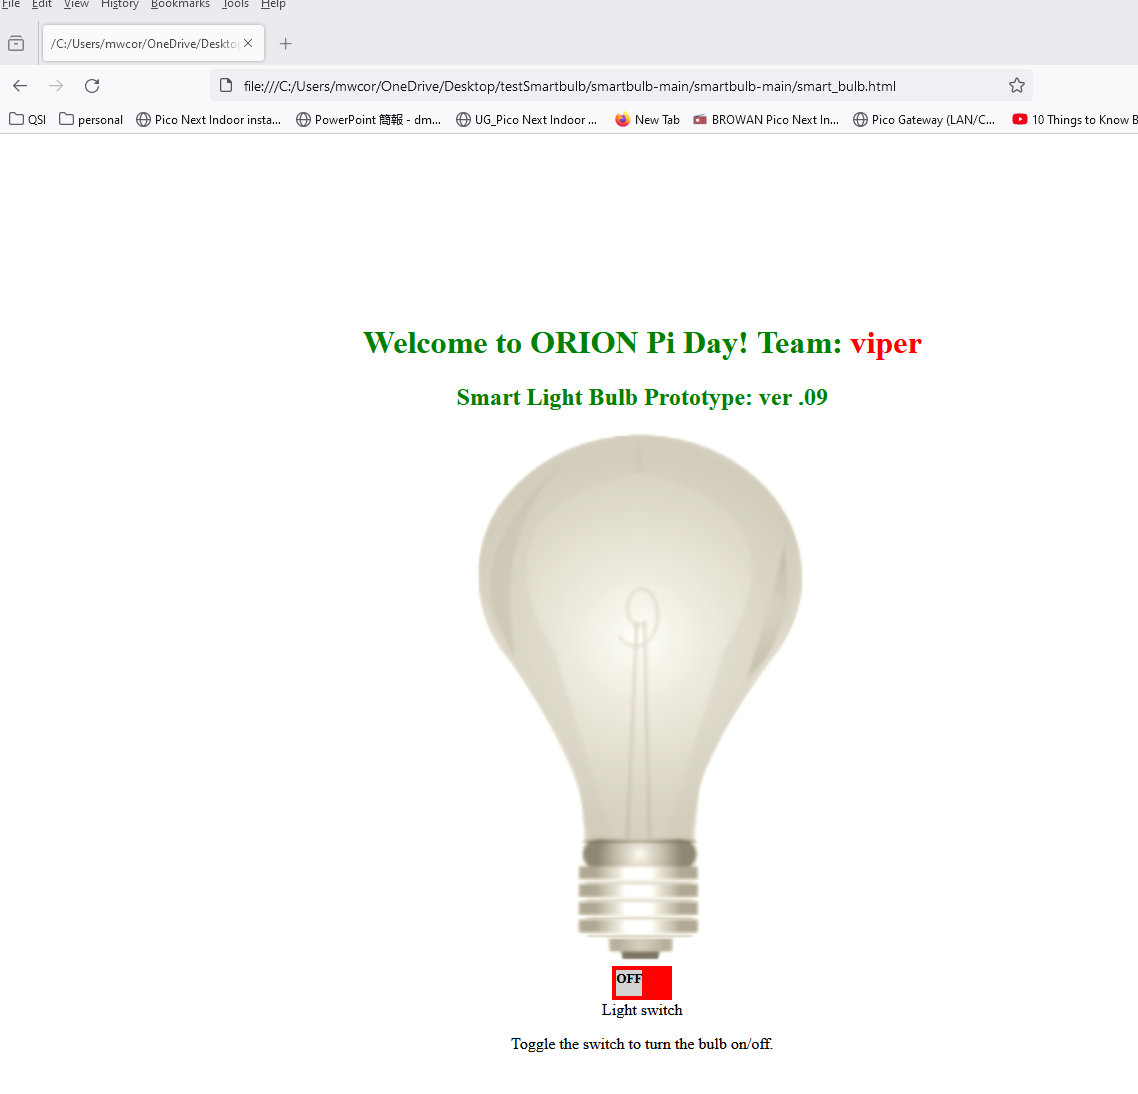 File Edit View History Bookmarks Tools Help
/C:/Users/mwcor/OneDrive/Deskto
file:///C:/Users/mwcor/OneDrive/Desktop/testSmartbulb/smartbulb-main/smartbulb-main/smart_bulb.html
QSI personal Pico Next Indoor insta... PowerPoint 簡報 - dm... UG_Pico Next Indoor ... New Tab BROWAN Pico Next In... Pico Gateway (LAN/C... 10 Things to Know B
Welcome to ORION Pi Day! Team: viper
Smart Light Bulb Prototype: ver .09
OFF
Light switch
Toggle the switch to turn the bulb on/off.